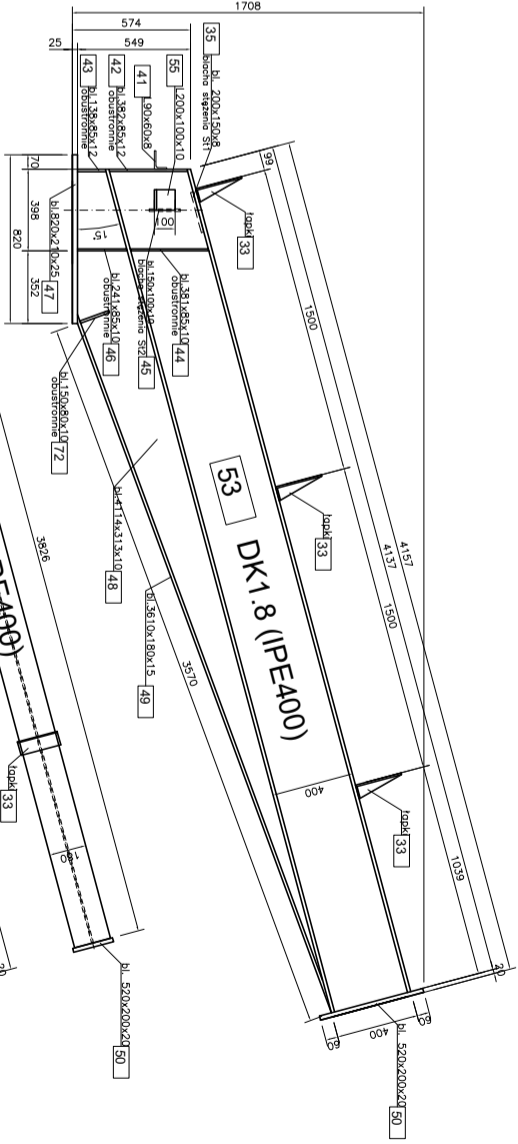 1708
574
549
25
35
bl. 200x150x8
blacha stężenia St1
55
L200x100x10
41
L90x60x8
42
bl.382x85x12
obustronnie
43
bl.138x85x12
obustronnie
99
łapki
33
1500
4157
4137
70
398
352
820
100
15
bl.820x210x25
47
bl.150x100x10
blacha stężenia St2
45
bl.381x85x10
obustronnie
44
bl.241x85x10
obustronnie
46
bl.150x80x10
obustronnie
72
53
DK1.8 (IPE400)
łapki
33
1500
bl.4114x313x10
48
bl.3610x180x15
49
3570
3826
400
łapki
33
1039
20
60
400
60
bl. 520x200x20
50
łapki
33
180
bl. 520x200x20
50
20